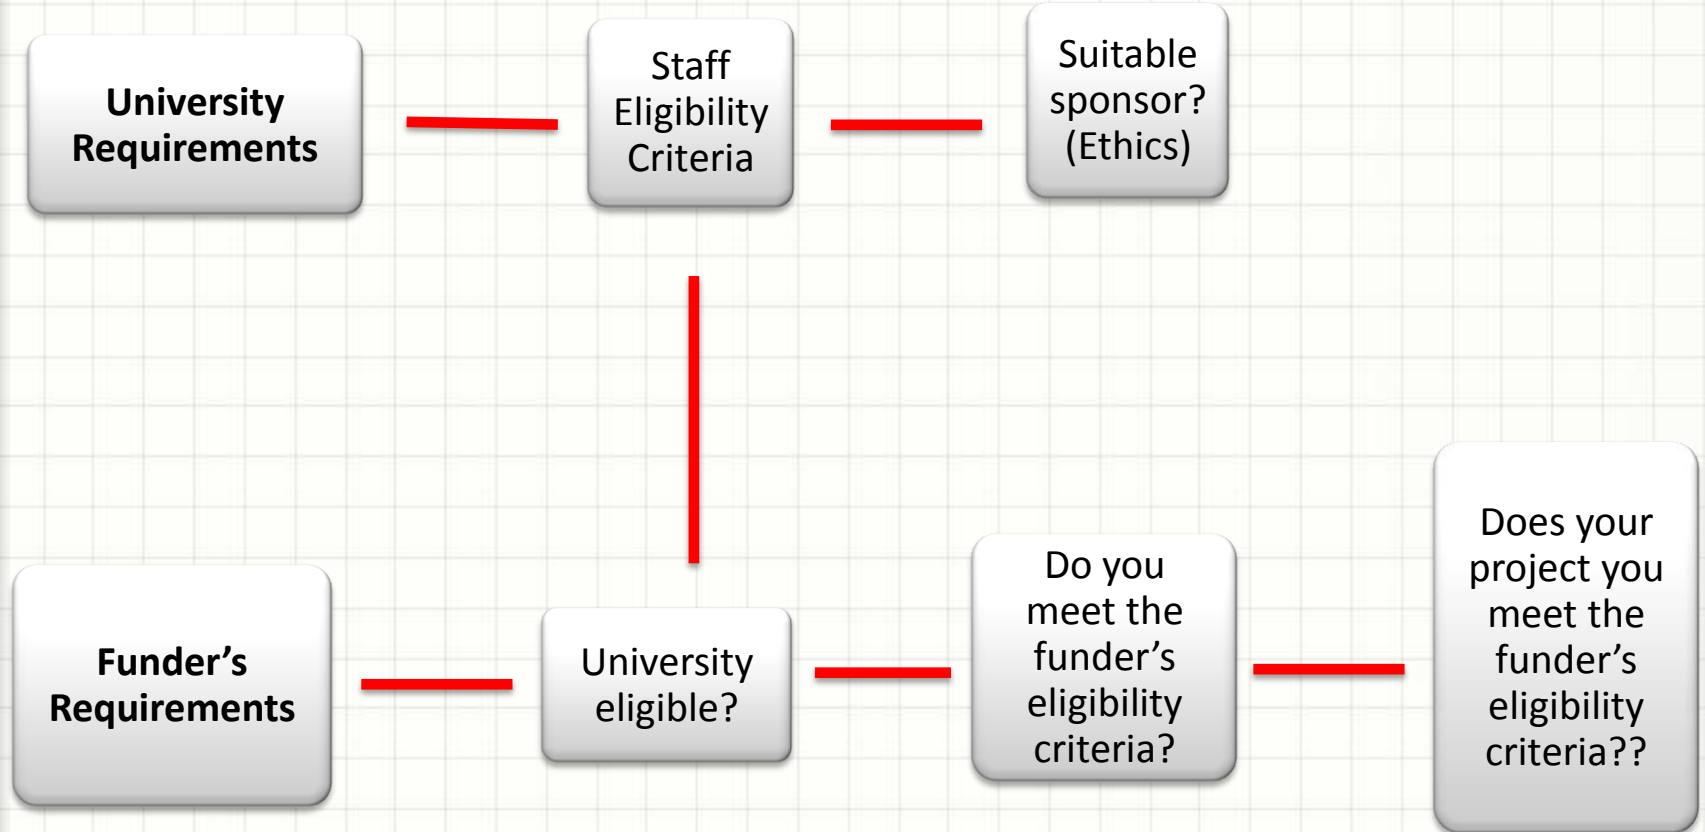 University
Requirements
Staff
Eligibility
Criteria
Suitable
sponsor?
(Ethics)
Funder’s
Requirements
University
eligible?
Do you
meet the
funder’s
eligibility
criteria?
Does your
project you
meet the
funder’s
eligibility
criteria??